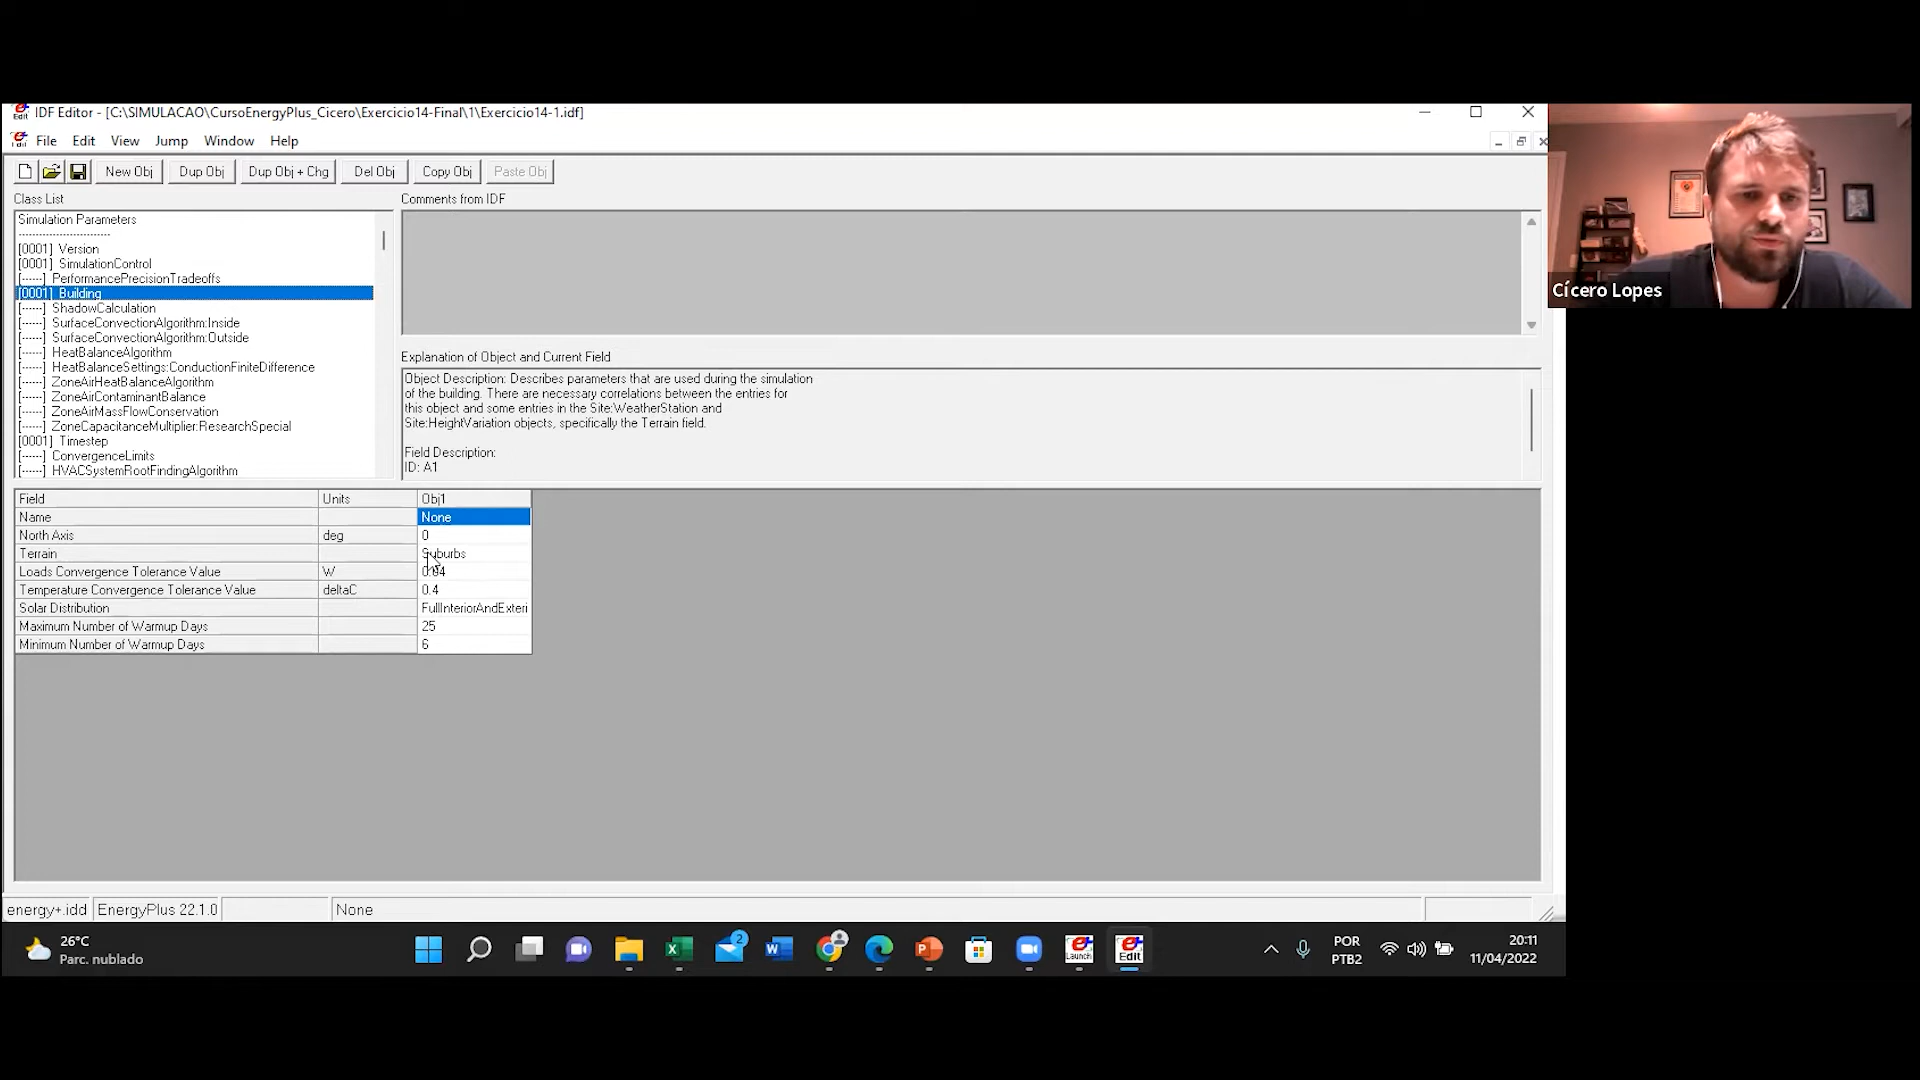 IDF Editor - [C:\SIMULACAO\CursoEnergyPlus_Cicero\Exercicio14-Final\1\Exercicio14-1.idf]
File Edit View Jump Window Help
New Obj Dup Obj Dup Obj + Chg Del Obj Copy Obj Paste Obj
Class List
Comments from IDF
Simulation Parameters
-------------------------
[0001] Version
[0001] SimulationControl
[------] PerformancePrecisionTradeoffs
[0001] Building
[------] ShadowCalculation
[------] SurfaceConvectionAlgorithm:Inside
[------] SurfaceConvectionAlgorithm:Outside
[------] HeatBalanceAlgorithm
[------] HeatBalanceSettings:ConductionFiniteDifference
[------] ZoneAirHeatBalanceAlgorithm
[------] ZoneAirContaminantBalance
[------] ZoneAirMassFlowConservation
[------] ZoneCapacitanceMultiplier:ResearchSpecial
[0001] Timestep
[------] ConvergenceLimits
[------] HVACSystemRootFindingAlgorithm
Explanation of Object and Current Field
Object Description: Describes parameters that are used during the simulation
of the building. There are necessary correlations between the entries for
this object and some entries in the Site:WeatherStation and
Site:HeightVariation objects, specifically the Terrain field.
Field Description:
ID: A1
Field Units Obj1
Name None
North Axis deg 0
Terrain Suburbs
Loads Convergence Tolerance Value W 0.04
Temperature Convergence Tolerance Value deltaC 0.4
Solar Distribution FullInteriorAndExteri
Maximum Number of Warmup Days 25
Minimum Number of Warmup Days 6
energy+.idd EnergyPlus 22.1.0 None
Cícero Lopes
26°C
Parc. nublado
2
Launch
Edit
POR
PTB2
20:11
11/04/2022